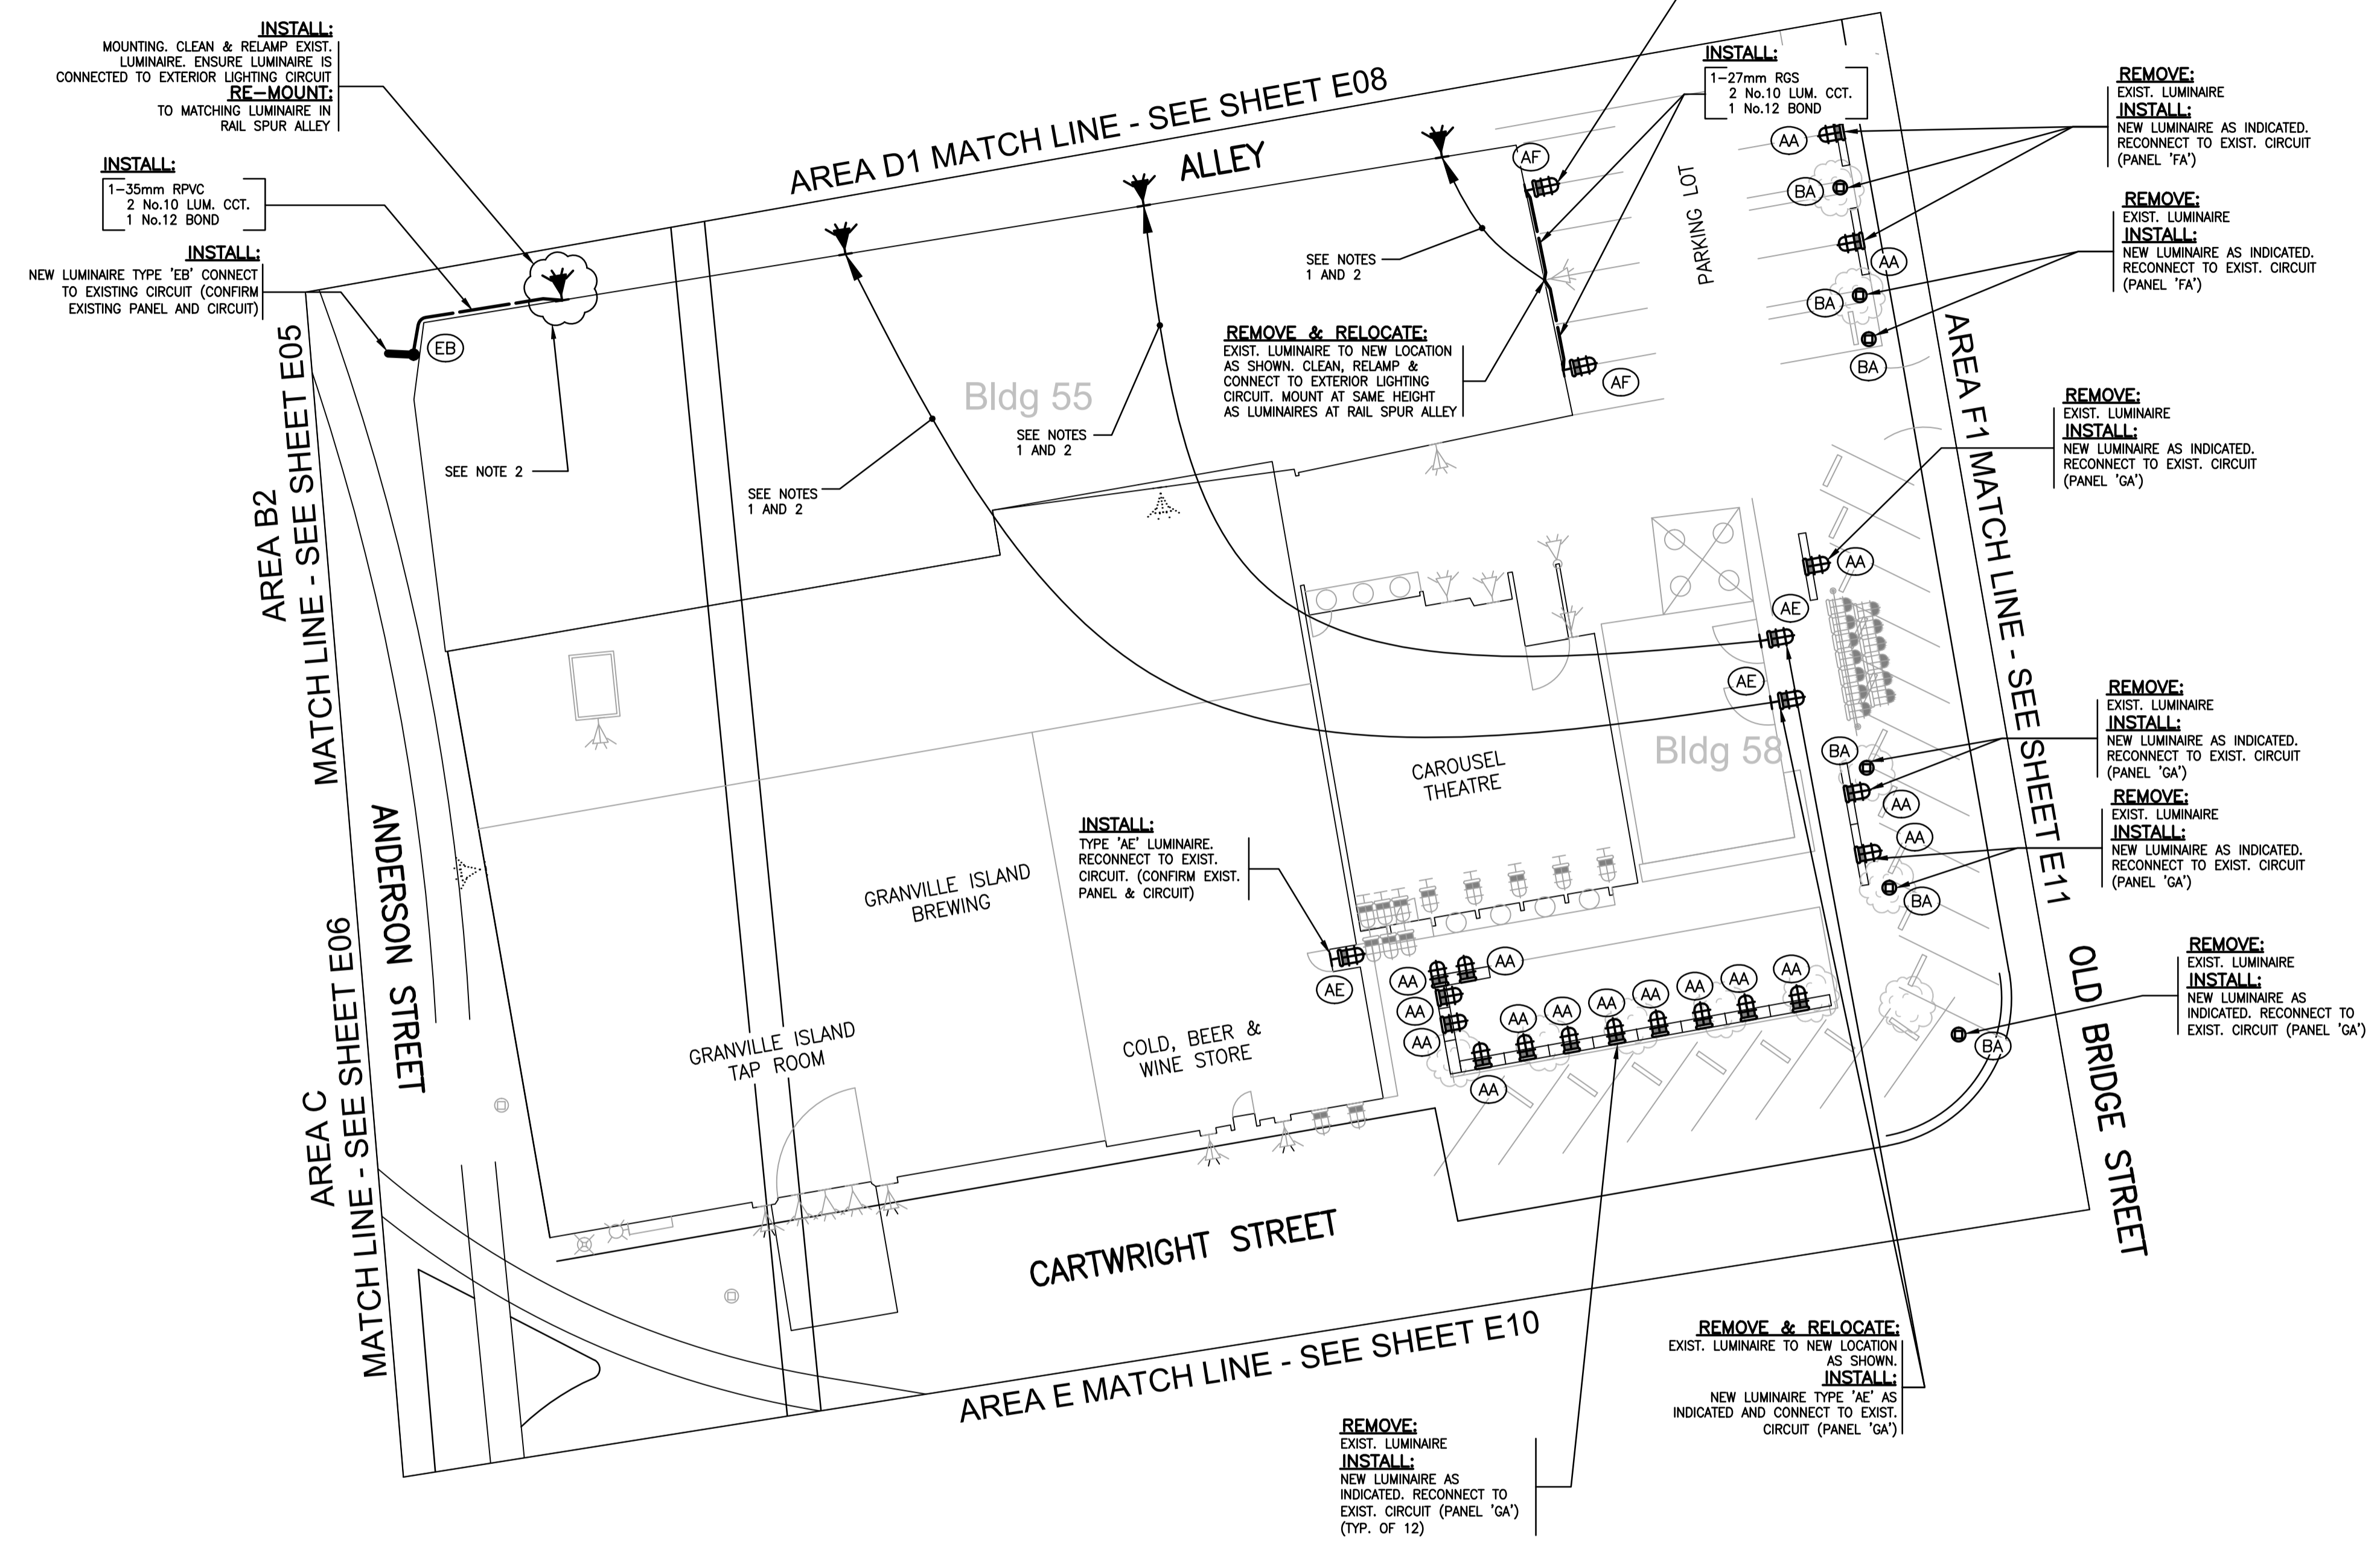 INSTALL:
MOUNTING. CLEAN & RELAMP EXIST.
LUMINAIRE. ENSURE LUMINAIRE IS
CONNECTED TO EXTERIOR LIGHTING CIRCUIT
RE-MOUNT:
TO MATCHING LUMINAIRE IN
RAIL SPUR ALLEY
INSTALL:
1-35mm RPVC
2 No.10 LUM. CCT.
1 No.12 BOND
INSTALL:
NEW LUMINAIRE TYPE 'EB' CONNECT
TO EXISTING CIRCUIT (CONFIRM
EXISTING PANEL AND CIRCUIT)
EB
SEE NOTE 2
AREA D1 MATCH LINE - SEE SHEET E08
ALLEY
SEE NOTES
1 AND 2
SEE NOTES
1 AND 2
SEE NOTES
1 AND 2
Bldg 55
REMOVE & RELOCATE:
EXIST. LUMINAIRE TO NEW LOCATION
AS SHOWN. CLEAN, RELAMP &
CONNECT TO EXTERIOR LIGHTING
CIRCUIT. MOUNT AT SAME HEIGHT
AS LUMINAIRES AT RAIL SPUR ALLEY
AF
AF
INSTALL:
1-27mm RGS
2 No.10 LUM. CCT.
1 No.12 BOND
PARKING LOT
AA
BA
AA
BA
BA
REMOVE:
EXIST. LUMINAIRE
INSTALL:
NEW LUMINAIRE AS INDICATED.
RECONNECT TO EXIST. CIRCUIT
(PANEL 'FA')
REMOVE:
EXIST. LUMINAIRE
INSTALL:
NEW LUMINAIRE AS INDICATED.
RECONNECT TO EXIST. CIRCUIT
(PANEL 'FA')
REMOVE:
EXIST. LUMINAIRE
INSTALL:
NEW LUMINAIRE AS INDICATED.
RECONNECT TO EXIST. CIRCUIT
(PANEL 'GA')
AREA F1 MATCH LINE - SEE SHEET E11
AA
AE
AE
Bldg 58
BA
AA
AA
BA
BA
REMOVE:
EXIST. LUMINAIRE
INSTALL:
NEW LUMINAIRE AS INDICATED.
RECONNECT TO EXIST. CIRCUIT
(PANEL 'GA')
REMOVE:
EXIST. LUMINAIRE
INSTALL:
NEW LUMINAIRE AS INDICATED.
RECONNECT TO EXIST. CIRCUIT
(PANEL 'GA')
REMOVE:
EXIST. LUMINAIRE
INSTALL:
NEW LUMINAIRE AS
INDICATED. RECONNECT TO
EXIST. CIRCUIT (PANEL 'GA')
OLD BRIDGE STREET
AREA B2
MATCH LINE - SEE SHEET E05
ANDERSON STREET
AREA C
MATCH LINE - SEE SHEET E06
CAROUSEL
THEATRE
GRANVILLE ISLAND
BREWING
INSTALL:
TYPE 'AE' LUMINAIRE.
RECONNECT TO EXIST.
CIRCUIT. (CONFIRM EXIST.
PANEL & CIRCUIT)
AE
GRANVILLE ISLAND
TAP ROOM
COLD, BEER &
WINE STORE
AA
AA
AA
AA
AA
AA
AA
AA
AA
AA
AA
AA
CARTWRIGHT STREET
AREA E MATCH LINE - SEE SHEET E10
REMOVE & RELOCATE:
EXIST. LUMINAIRE TO NEW LOCATION
AS SHOWN.
INSTALL:
NEW LUMINAIRE TYPE 'AE' AS
INDICATED AND CONNECT TO EXIST.
CIRCUIT (PANEL 'GA')
REMOVE:
EXIST. LUMINAIRE
INSTALL:
NEW LUMINAIRE AS
INDICATED. RECONNECT TO
EXIST. CIRCUIT (PANEL 'GA')
(TYP. OF 12)